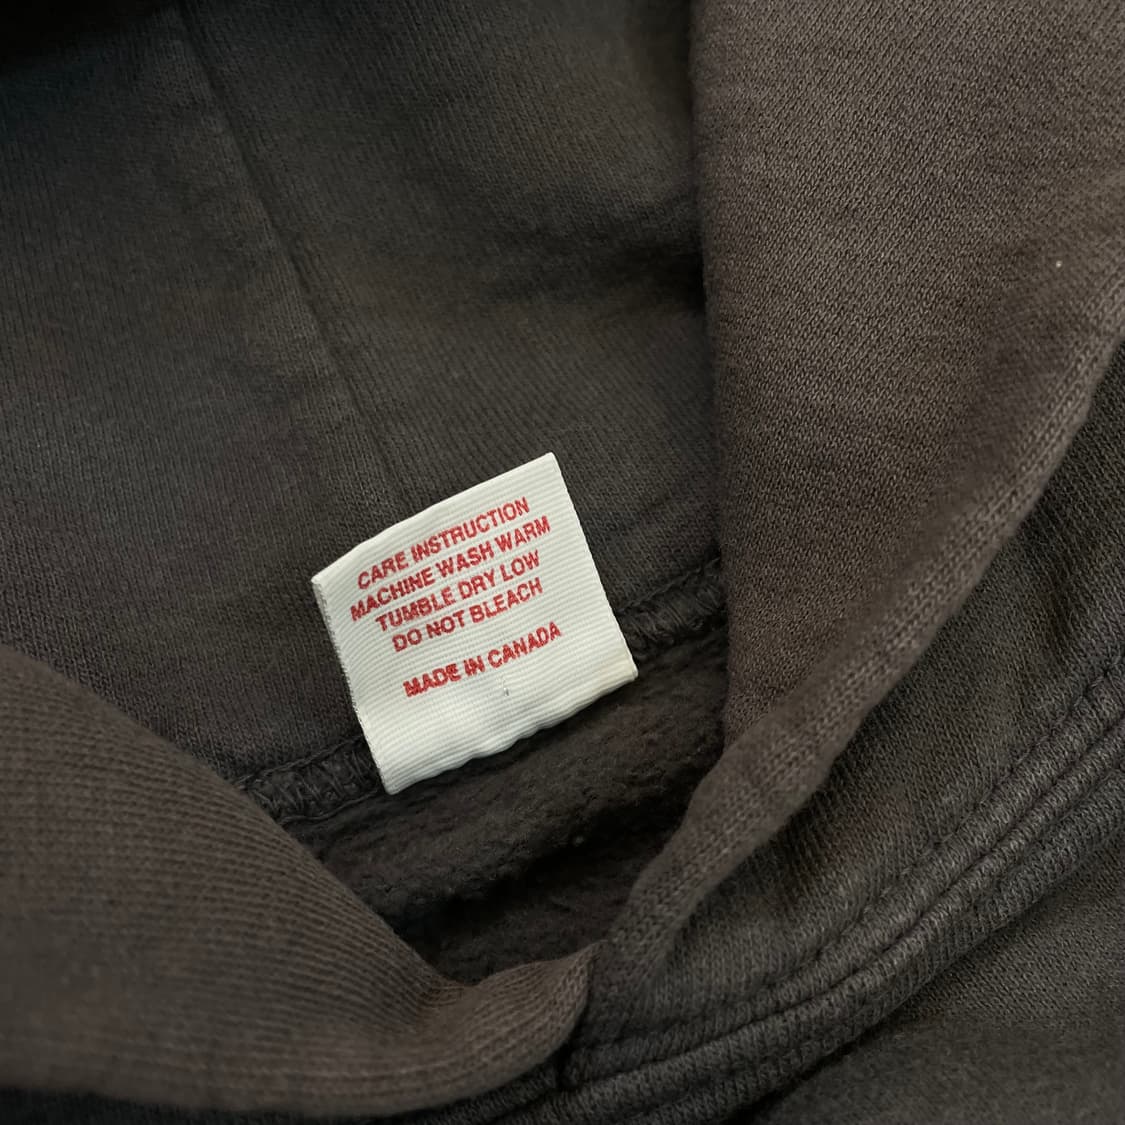 CARE INSTRUCTION
MACHINE WASH WARM
TUMBLE DRY LOW
DO NOT BLEACH
MADE IN CANADA